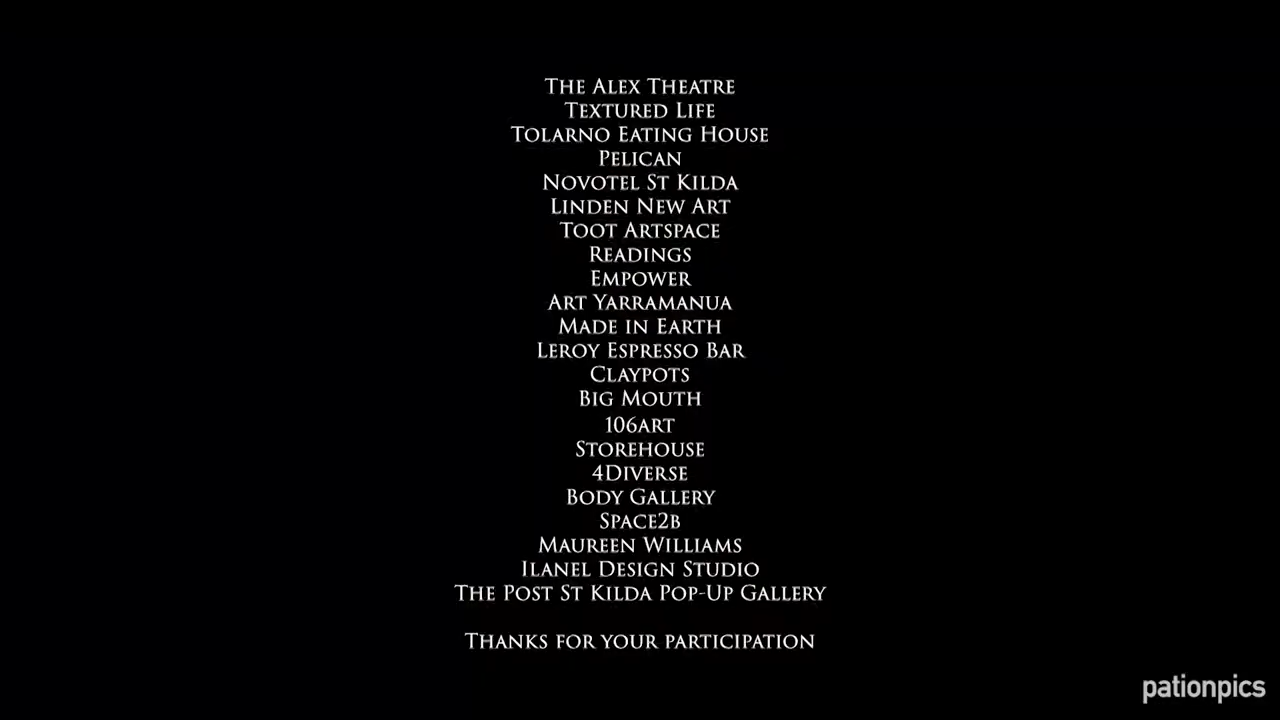 The Alex Theatre
Textured Life
Tolarno Eating House
Pelican
Novotel St Kilda
Linden New Art
Toot Artspace
Readings
Empower
Art Yarramanua
Made in Earth
Leroy Espresso Bar
Claypots
Big Mouth
106art
Storehouse
4Diverse
Body Gallery
Space2b
Maureen Williams
Ilanel Design Studio
The Post St Kilda Pop-Up Gallery
Thanks for your participation
pationpics